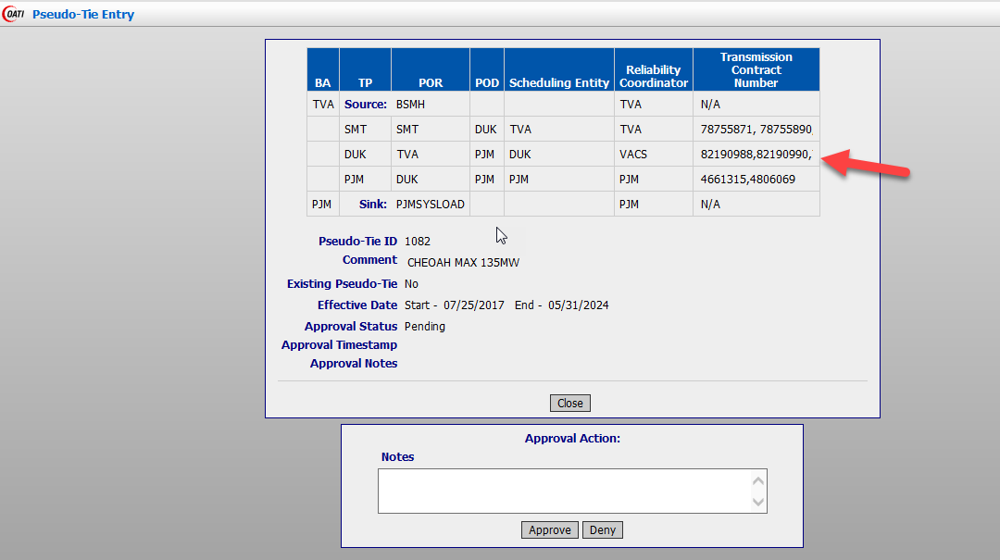 OATI Pseudo-Tie Entry
BA TP POR POD Scheduling Entity Reliability Coordinator Transmission Contract Number
TVA Source: BSMH TVA N/A
SMT SMT DUK TVA TVA 78755871, 78755890,
DUK TVA PJM DUK VACS 82190988,82190990,
PJM DUK PJM PJM PJM 4661315,4806069
PJM Sink: PJMSYSLOAD PJM N/A
Pseudo-Tie ID 1082
Comment CHEOAH MAX 135MW
Existing Pseudo-Tie No
Effective Date Start - 07/25/2017 End - 05/31/2024
Approval Status Pending
Approval Timestamp
Approval Notes
Close
Approval Action:
Notes
Approve Deny